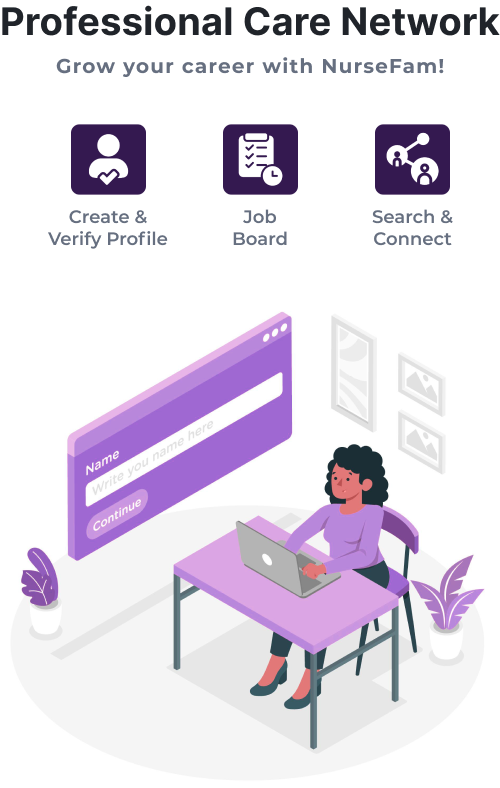 Professional Care Network
Grow your career with NurseFam!
Create &
Verify Profile
Job
Board
Search &
Connect
Name
Write you name here
Continue